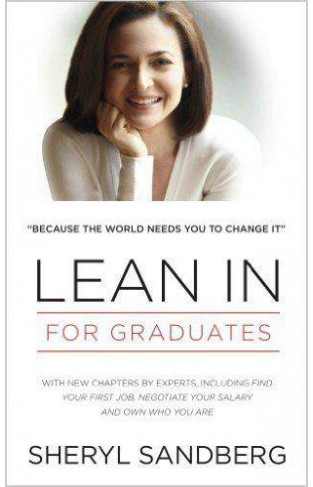 "BECAUSE THE WORLD NEEDS YOU TO CHANGE IT"
LEAN IN
FOR GRADUATES
WITH NEW CHAPTERS BY EXPERTS, INCLUDING FIND
YOUR FIRST JOB, NEGOTIATE YOUR SALARY
AND OWN WHO YOU ARE
SHERYL SANDBERG